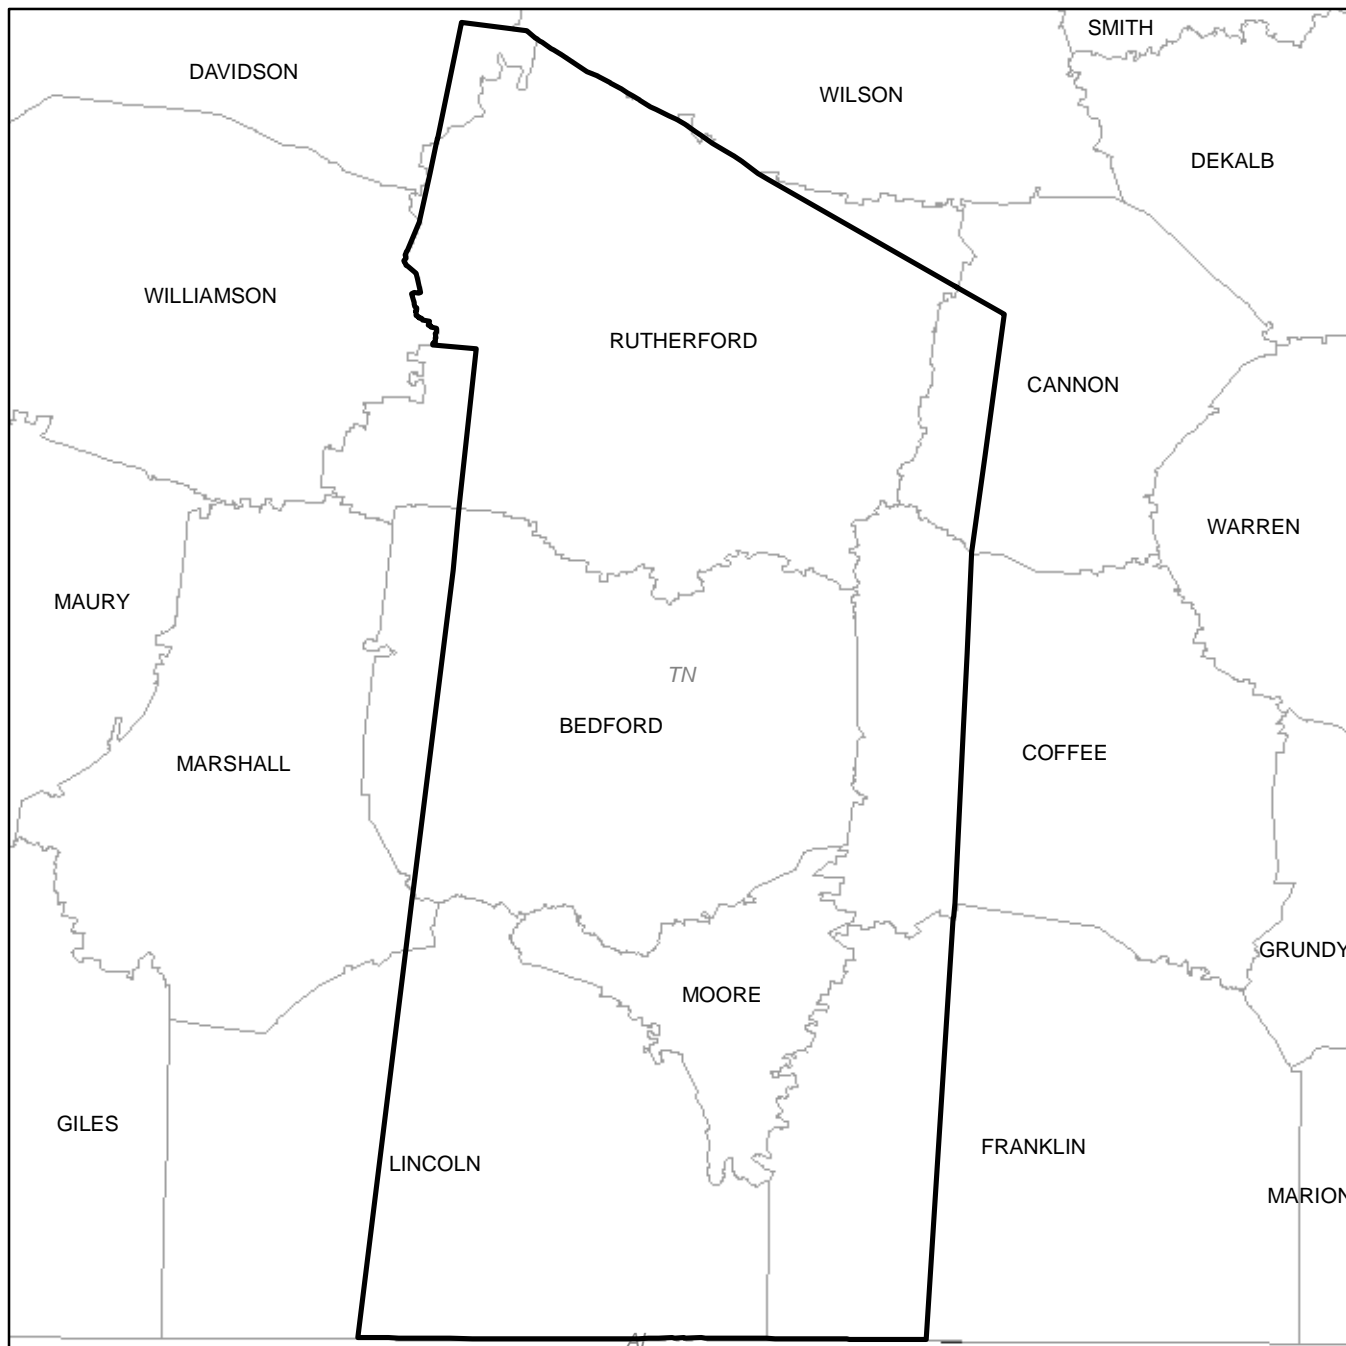 SMITH
DAVIDSON
WILSON
DEKALB
WILLIAMSON
RUTHERFORD
CANNON
WARREN
MAURY
TN
BEDFORD
COFFEE
MARSHALL
GRUNDY
MOORE
GILES
FRANKLIN
LINCOLN
MARION